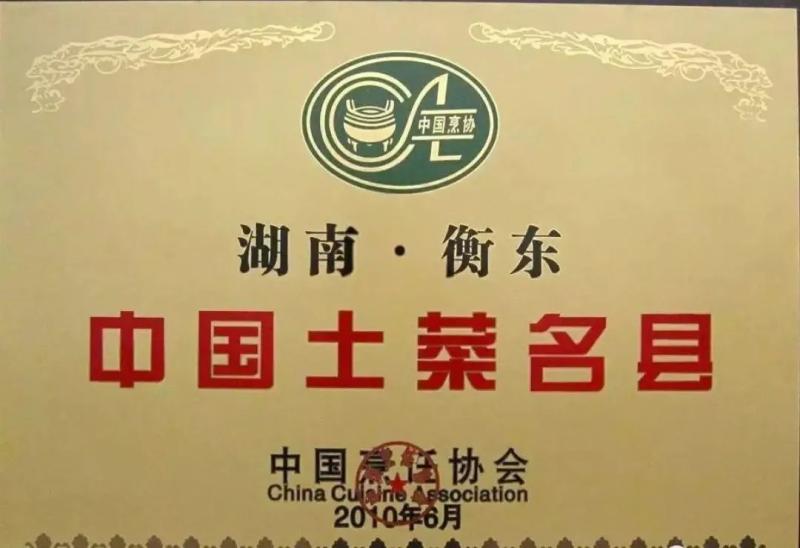 中国烹协
湖南·衡东
中国土菜名县
中国烹饪协会
China Cuisine Association
2010年6月